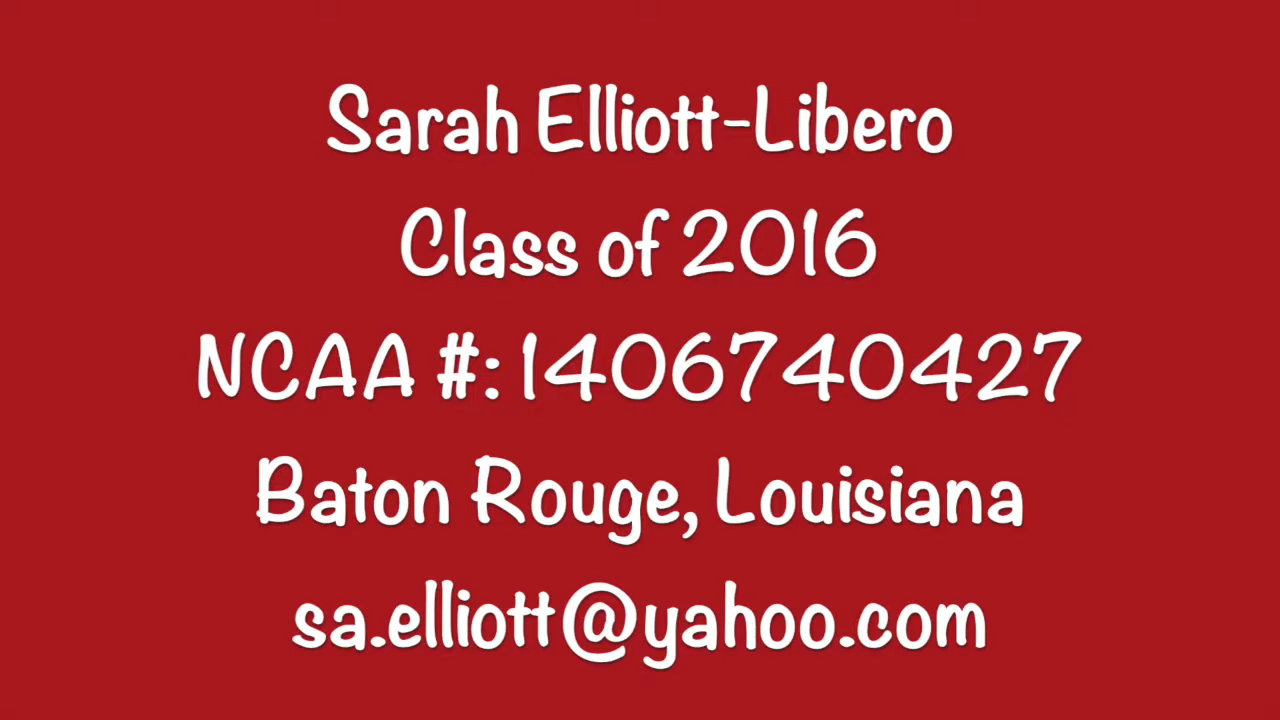 Sarah Elliott-Libero
Class of 2016
NCAA #: 1406740427
Baton Rouge, Louisiana
sa.elliott@yahoo.com